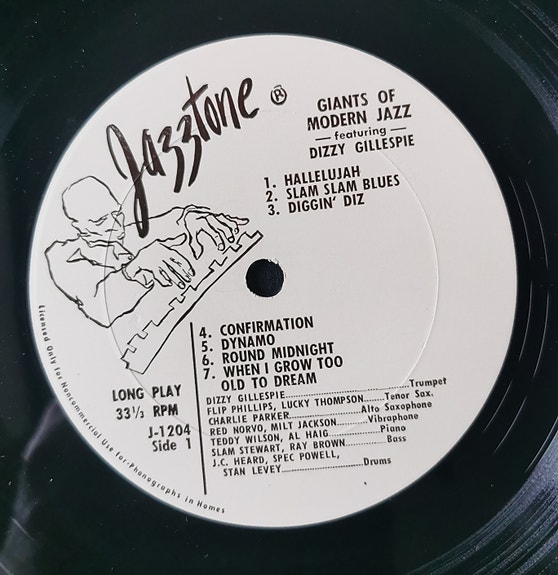 Jazztone ®
GIANTS OF
MODERN JAZZ
— featuring —
DIZZY GILLESPIE
1. HALLELUJAH
2. SLAM SLAM BLUES
3. DIGGIN' DIZ
4. CONFIRMATION
5. DYNAMO
6. ROUND MIDNIGHT
7. WHEN I GROW TOO
OLD TO DREAM
LONG PLAY
33⅓ RPM
J-1204
Side 1
DIZZY GILLESPIE....................Trumpet
FLIP PHILLIPS, LUCKY THOMPSON......Tenor Sax.
CHARLIE PARKER....................Alto Saxophone
RED NORVO, MILT JACKSON............Vibraphone
TEDDY WILSON, AL HAIG..............Piano
SLAM STEWART, RAY BROWN............Bass
J.C. HEARD, SPEC POWELL,
STAN LEVEY....................Drums
Licensed Only for Noncommercial Use for Phonographs in Homes